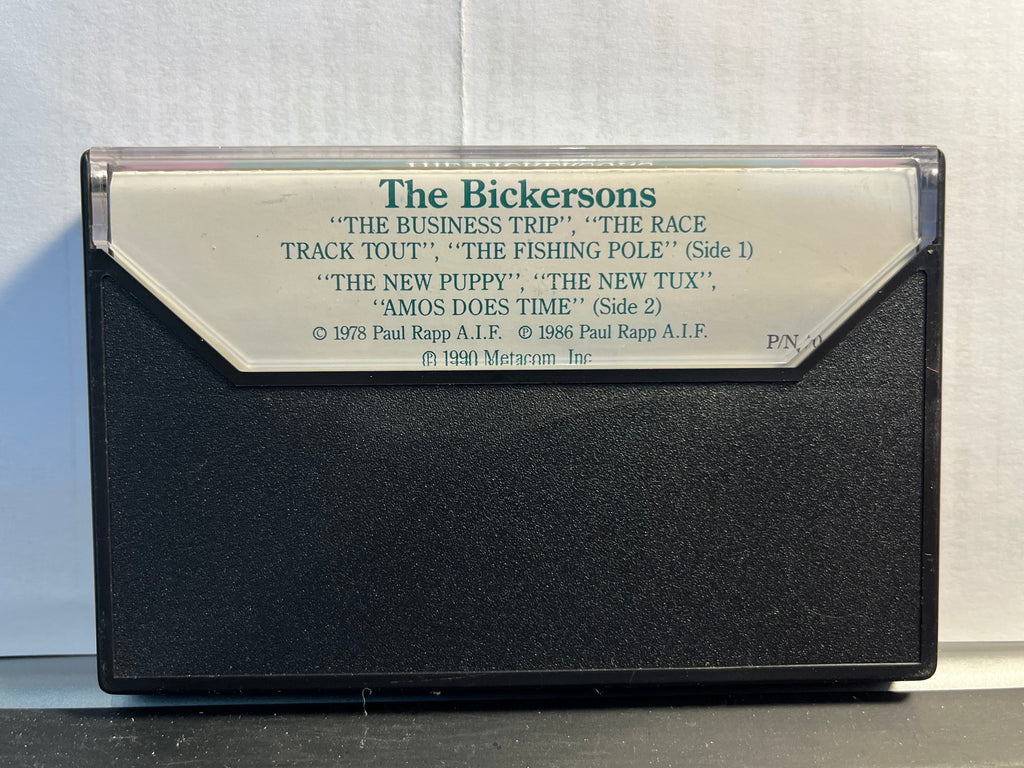 The Bickersons
“THE BUSINESS TRIP”, “THE RACE
TRACK TOUT”, “THE FISHING POLE” (Side 1)
“THE NEW PUPPY”, “THE NEW TUX”,
“AMOS DOES TIME” (Side 2)
© 1978 Paul Rapp A.I.F. ℗ 1986 Paul Rapp A.I.F.
P/N
℗ 1990 Metacom, Inc